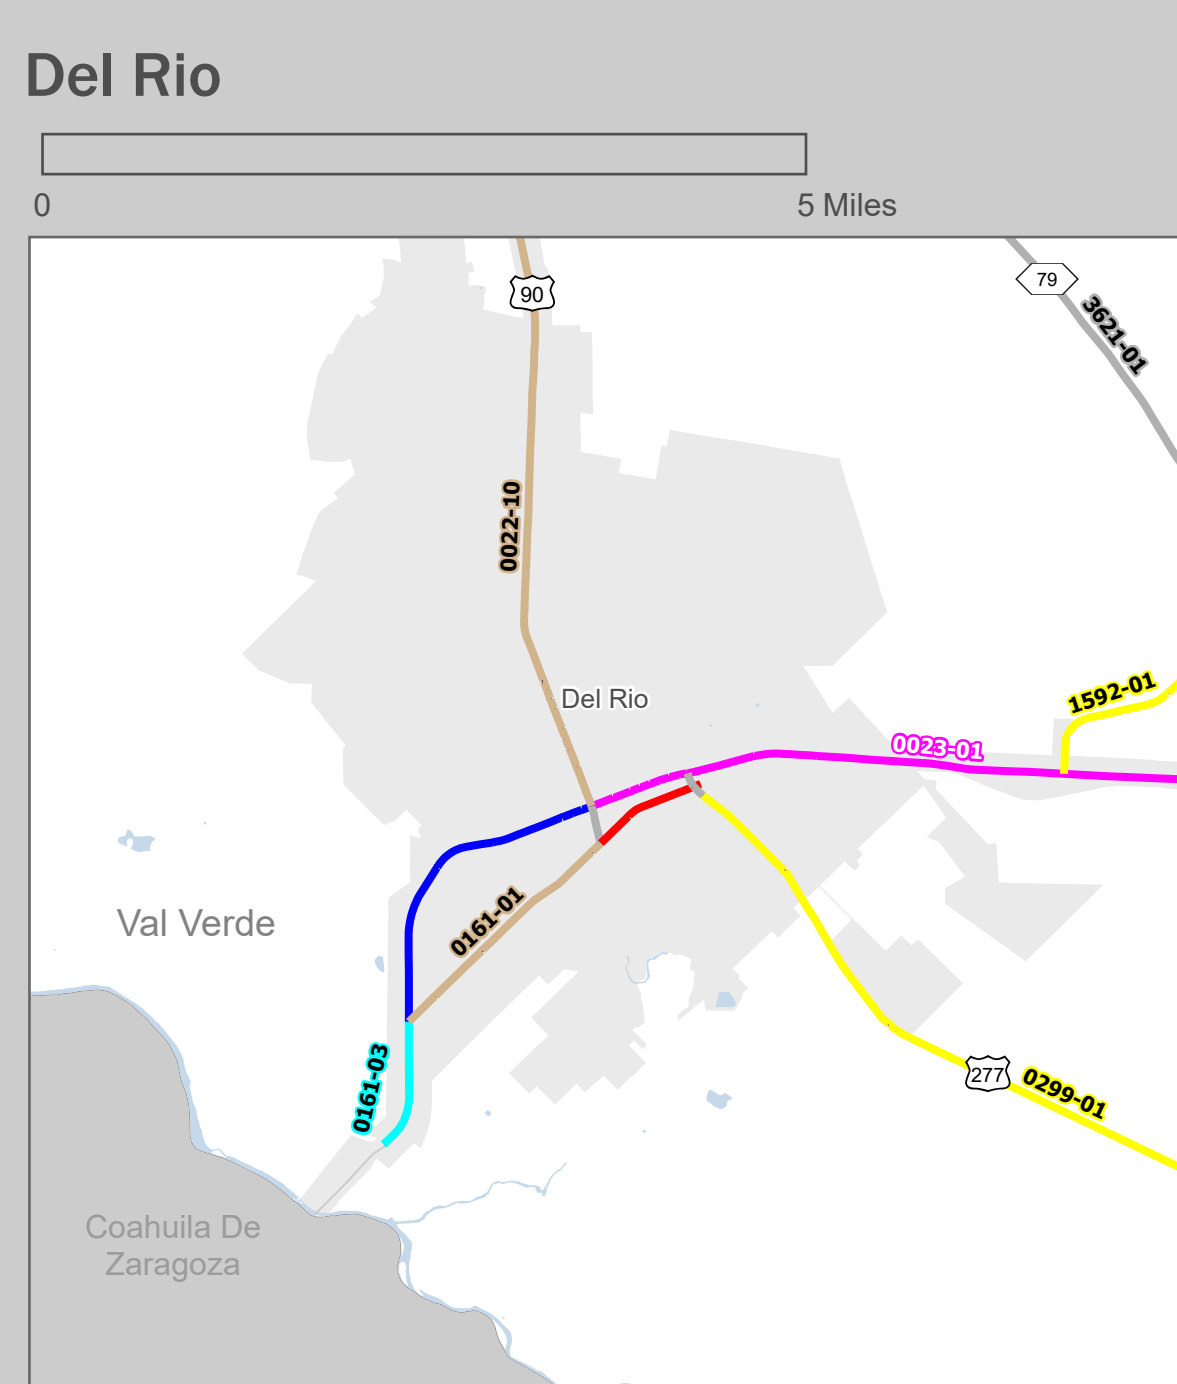 Del Rio
0
5 Miles
90
79
3621-01
0022-10
Del Rio
1592-01
0023-01
0161-01
Val Verde
0161-03
277
0299-01
Coahuila De
Zaragoza